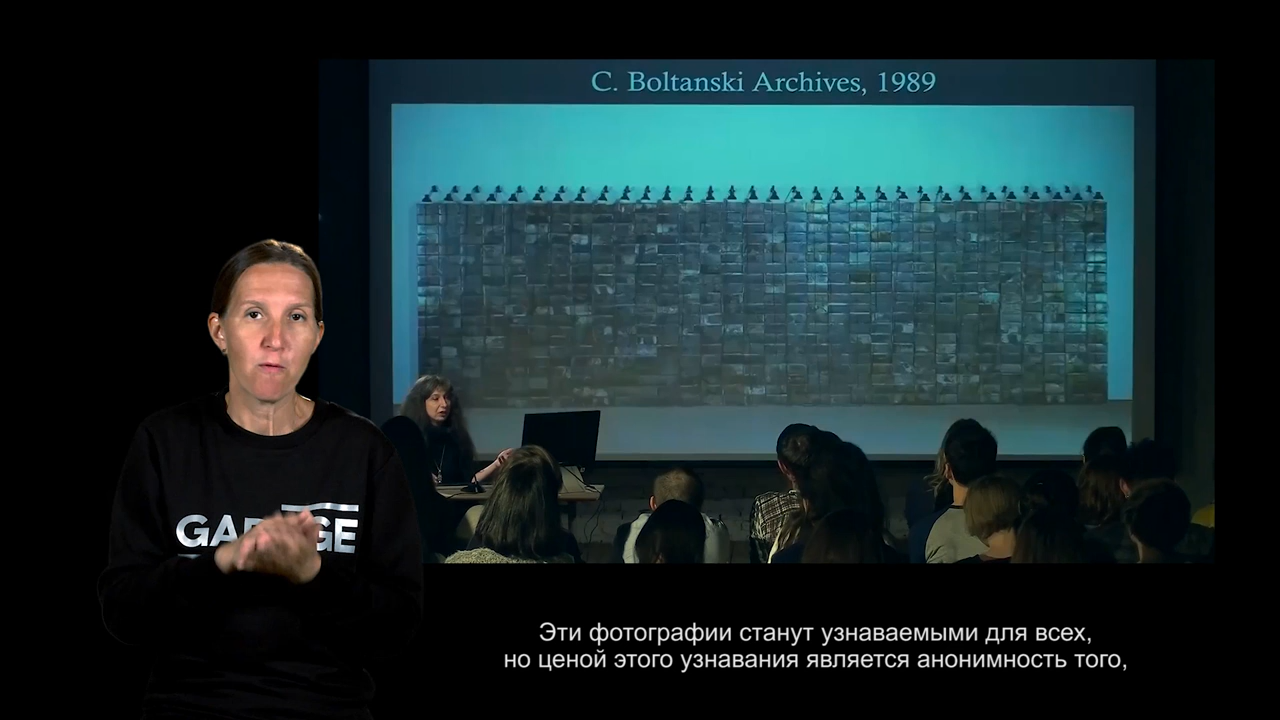 C. Boltanski Archives, 1989
GARAGE
Эти фотографии станут узнаваемыми для всех,
но ценой этого узнавания является анонимность того,